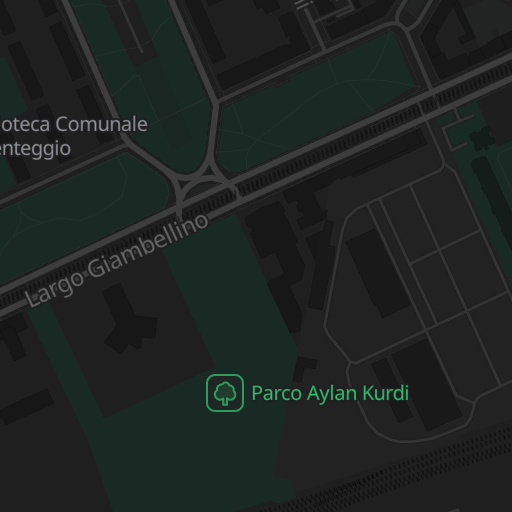 oteca Comunale
enteggio
Largo Giambellino
Parco Aylan Kurdi